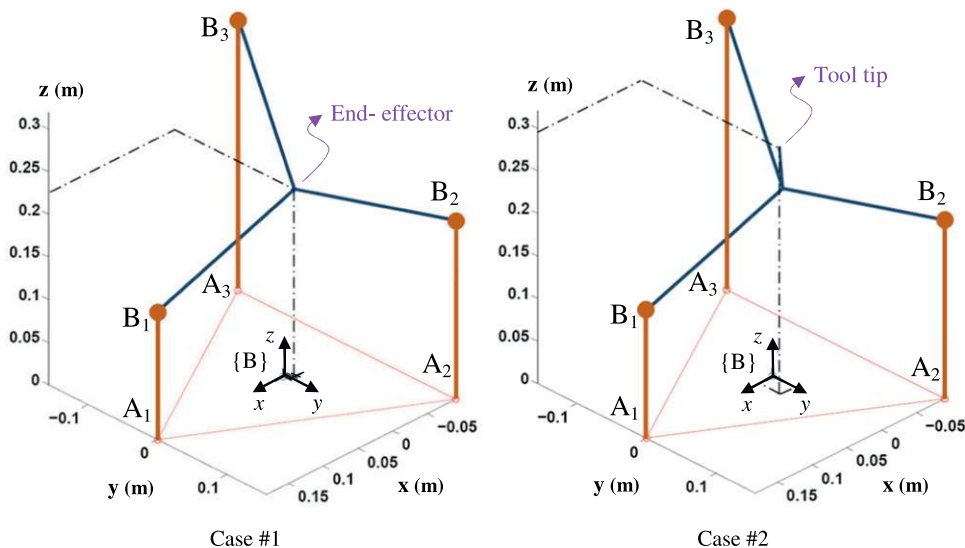 B₃
z (m)
0.3
0.25
0.2
0.15
0.1
0.05
0
End- effector
B₂
B₁
A₃
z
{B}
x
y
A₂
A₁
−0.1
0
0.1
y (m)
−0.05
0
0.05
0.1
0.15
x (m)
Case #1
B₃
z (m)
0.3
0.25
0.2
0.15
0.1
0.05
0
Tool tip
B₂
B₁
A₃
z
{B}
x
y
A₂
A₁
−0.1
0
0.1
y (m)
−0.05
0
0.05
0.1
0.15
x (m)
Case #2